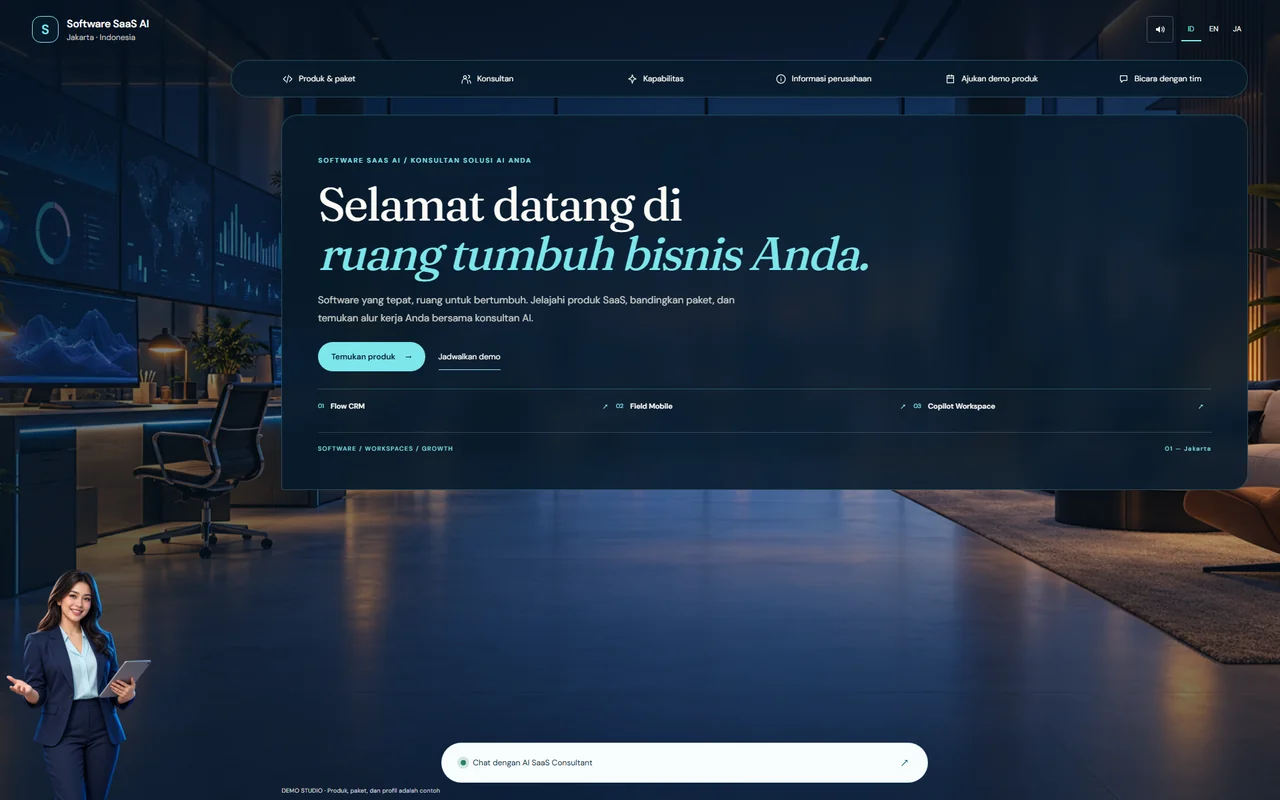 S
Software SaaS AI
Jakarta · Indonesia
ID EN JA
Produk & paket
Konsultan
Kapabilitas
Informasi perusahaan
Ajukan demo produk
Bicara dengan tim
SOFTWARE SAAS AI / KONSULTAN SOLUSI AI ANDA
Selamat datang di
ruang tumbuh bisnis Anda.
Software yang tepat, ruang untuk bertumbuh. Jelajahi produk SaaS, bandingkan paket, dan
temukan alur kerja Anda bersama konsultan AI.
Temukan produk →
Jadwalkan demo
01 Flow CRM ↗
02 Field Mobile ↗
03 Copilot Workspace ↗
SOFTWARE / WORKSPACES / GROWTH
01 — Jakarta
Chat dengan AI SaaS Consultant ↗
DEMO STUDIO · Produk, paket, dan profil adalah contoh